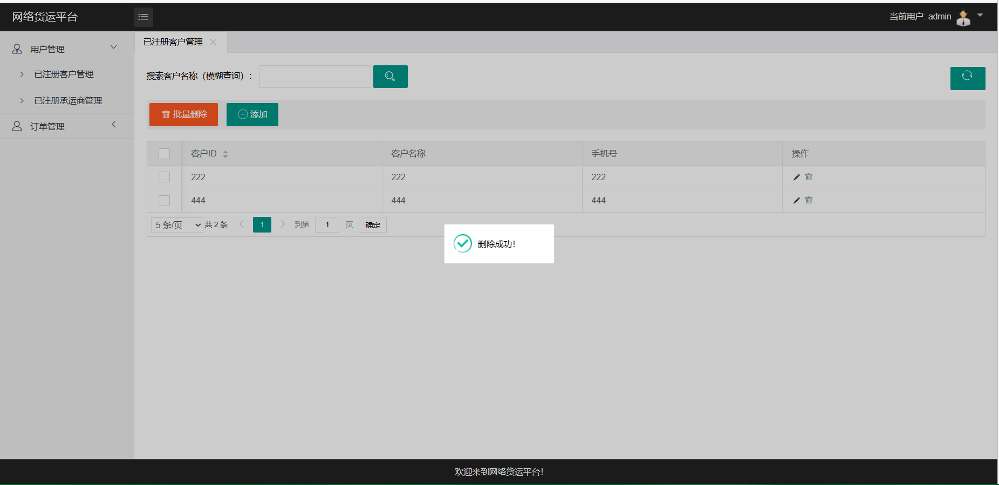 网络货运平台
当前用户: admin
用户管理
已注册客户管理
已注册承运商管理
订单管理
已注册客户管理
搜索客户名称（模糊查询）:
批量删除 添加
客户ID 客户名称 手机号 操作
222 222 222
444 444 444
5 条/页 共 2 条 1 到第 1 页 确定
删除成功!
欢迎来到网络货运平台!